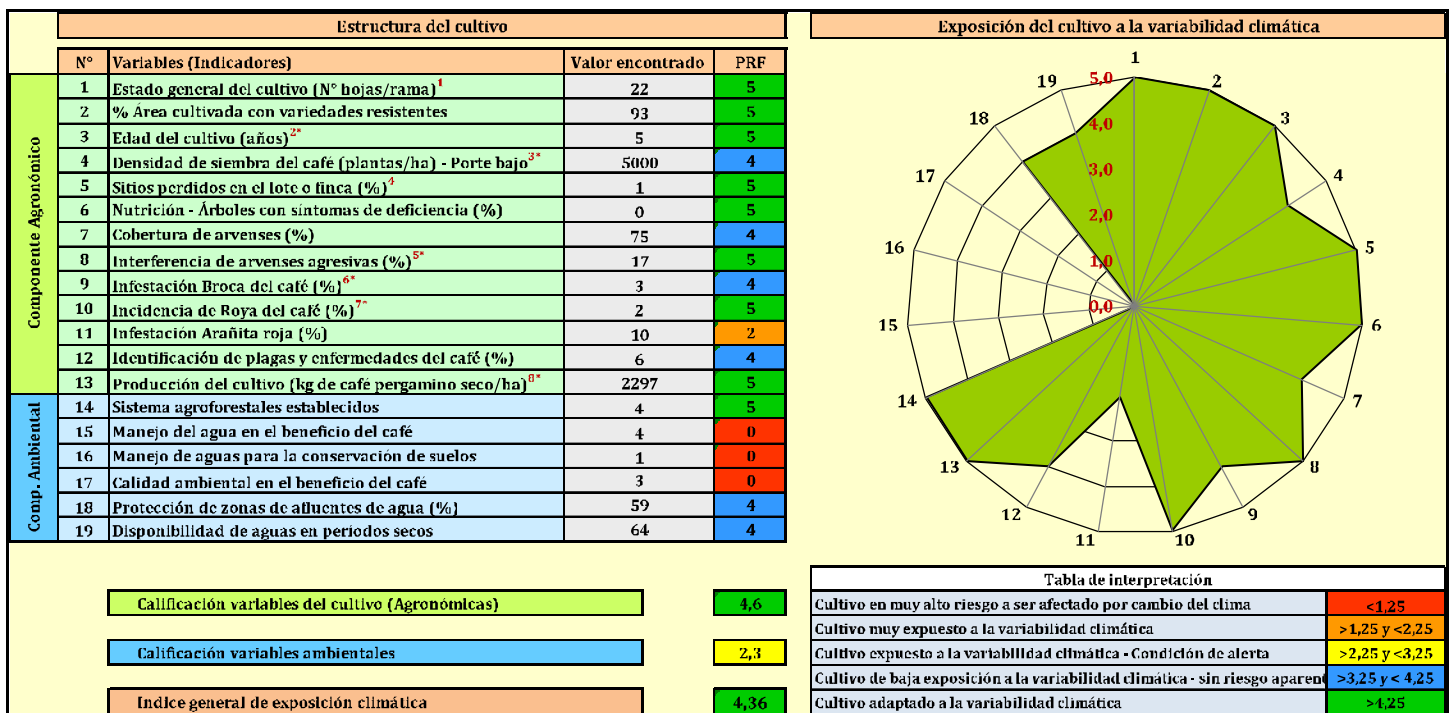 Estructura del cultivo
N° Variables (Indicadores) Valor encontrado PRF
Componente Agronómico
1 Estado general del cultivo (N° hojas/rama)1 22 5
2 % Área cultivada con variedades resistentes 93 5
3 Edad del cultivo (años)2* 5 5
4 Densidad de siembra del café (plantas/ha) - Porte bajo3* 5000 4
5 Sitios perdidos en el lote o finca (%)4 1 5
6 Nutrición - Árboles con síntomas de deficiencia (%) 0 5
7 Cobertura de arvenses (%) 75 4
8 Interferencia de arvenses agresivas (%)5* 17 5
9 Infestación Broca del café (%)6* 3 4
10 Incidencia de Roya del café (%)7* 2 5
11 Infestación Arañita roja (%) 10 2
12 Identificación de plagas y enfermedades del café (%) 6 4
13 Producción del cultivo (kg de café pergamino seco/ha)8* 2297 5
Comp. Ambiental
14 Sistema agroforestales establecidos 4 5
15 Manejo del agua en el beneficio del café 4 0
16 Manejo de aguas para la conservación de suelos 1 0
17 Calidad ambiental en el beneficio del café 3 0
18 Protección de zonas de afluentes de agua (%) 59 4
19 Disponibilidad de aguas en períodos secos 64 4
Calificación variables del cultivo (Agronómicas) 4,6
Calificación variables ambientales 2,3
Indice general de exposición climática 4,36
Exposición del cultivo a la variabilidad climática
1
2
3
4
5
6
7
8
9
10
11
12
13
14
15
16
17
18
19
5,0
4,0
3,0
2,0
1,0
0,0
Tabla de interpretación
Cultivo en muy alto riesgo a ser afectado por cambio del clima <1,25
Cultivo muy expuesto a la variabilidad climática >1,25 y <2,25
Cultivo expuesto a la variabilidad climática - Condición de alerta >2,25 y <3,25
Cultivo de baja exposición a la variabilidad climática - sin riesgo aparen >3,25 y < 4,25
Cultivo adaptado a la variabilidad climática >4,25